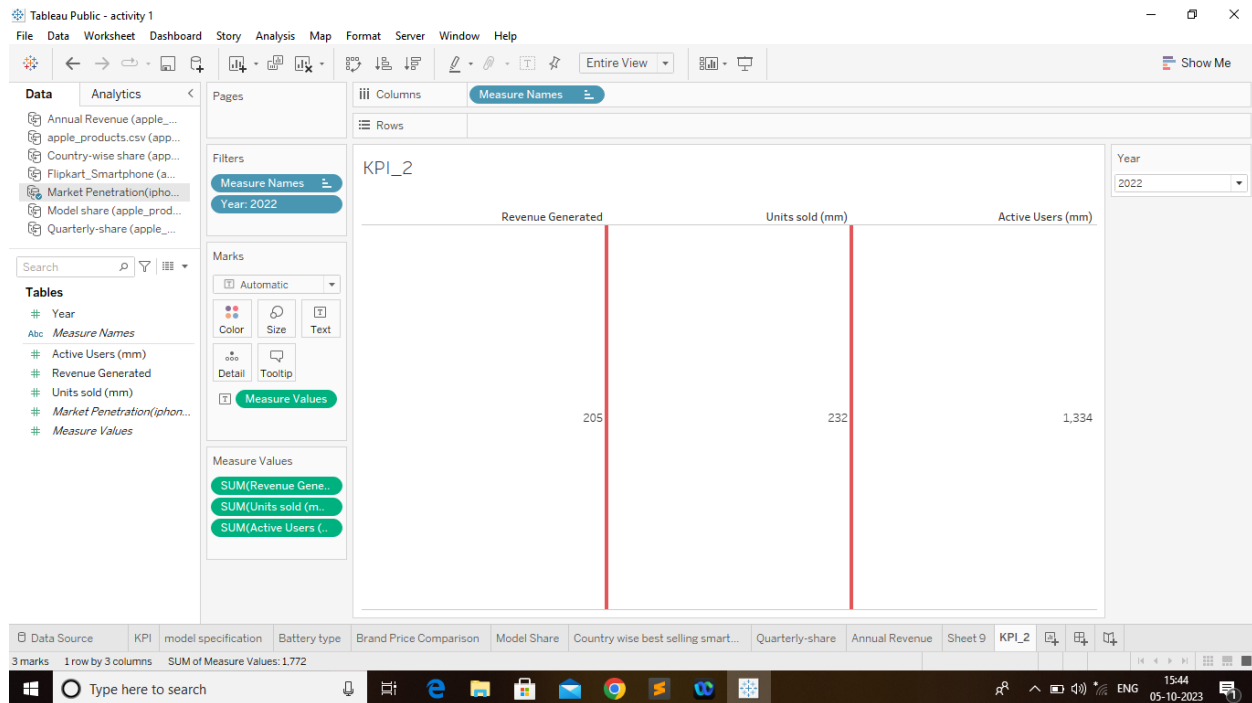 Tableau Public - activity 1
File Data Worksheet Dashboard Story Analysis Map Format Server Window Help
Entire View
Show Me
Data Analytics
Annual Revenue (apple_...
apple_products.csv (app...
Country-wise share (app...
Flipkart_Smartphone (a...
Market Penetration(ipho...
Model share (apple_prod...
Quarterly-share (apple_...
Search
Tables
# Year
Abc Measure Names
# Active Users (mm)
# Revenue Generated
# Units sold (mm)
# Market Penetration(iphon...
# Measure Values
Pages
Filters
Measure Names
Year: 2022
Marks
Automatic
Color Size Text
Detail Tooltip
Measure Values
Measure Values
SUM(Revenue Gene..
SUM(Units sold (m..
SUM(Active Users (..
Columns Measure Names
Rows
KPI_2
Revenue Generated Units sold (mm) Active Users (mm)
205 232 1,334
Year
2022
Data Source KPI model specification Battery type Brand Price Comparison Model Share Country wise best selling smart... Quarterly-share Annual Revenue Sheet 9 KPI_2
3 marks 1 row by 3 columns SUM of Measure Values: 1,772
Type here to search
ENG
15:44
05-10-2023